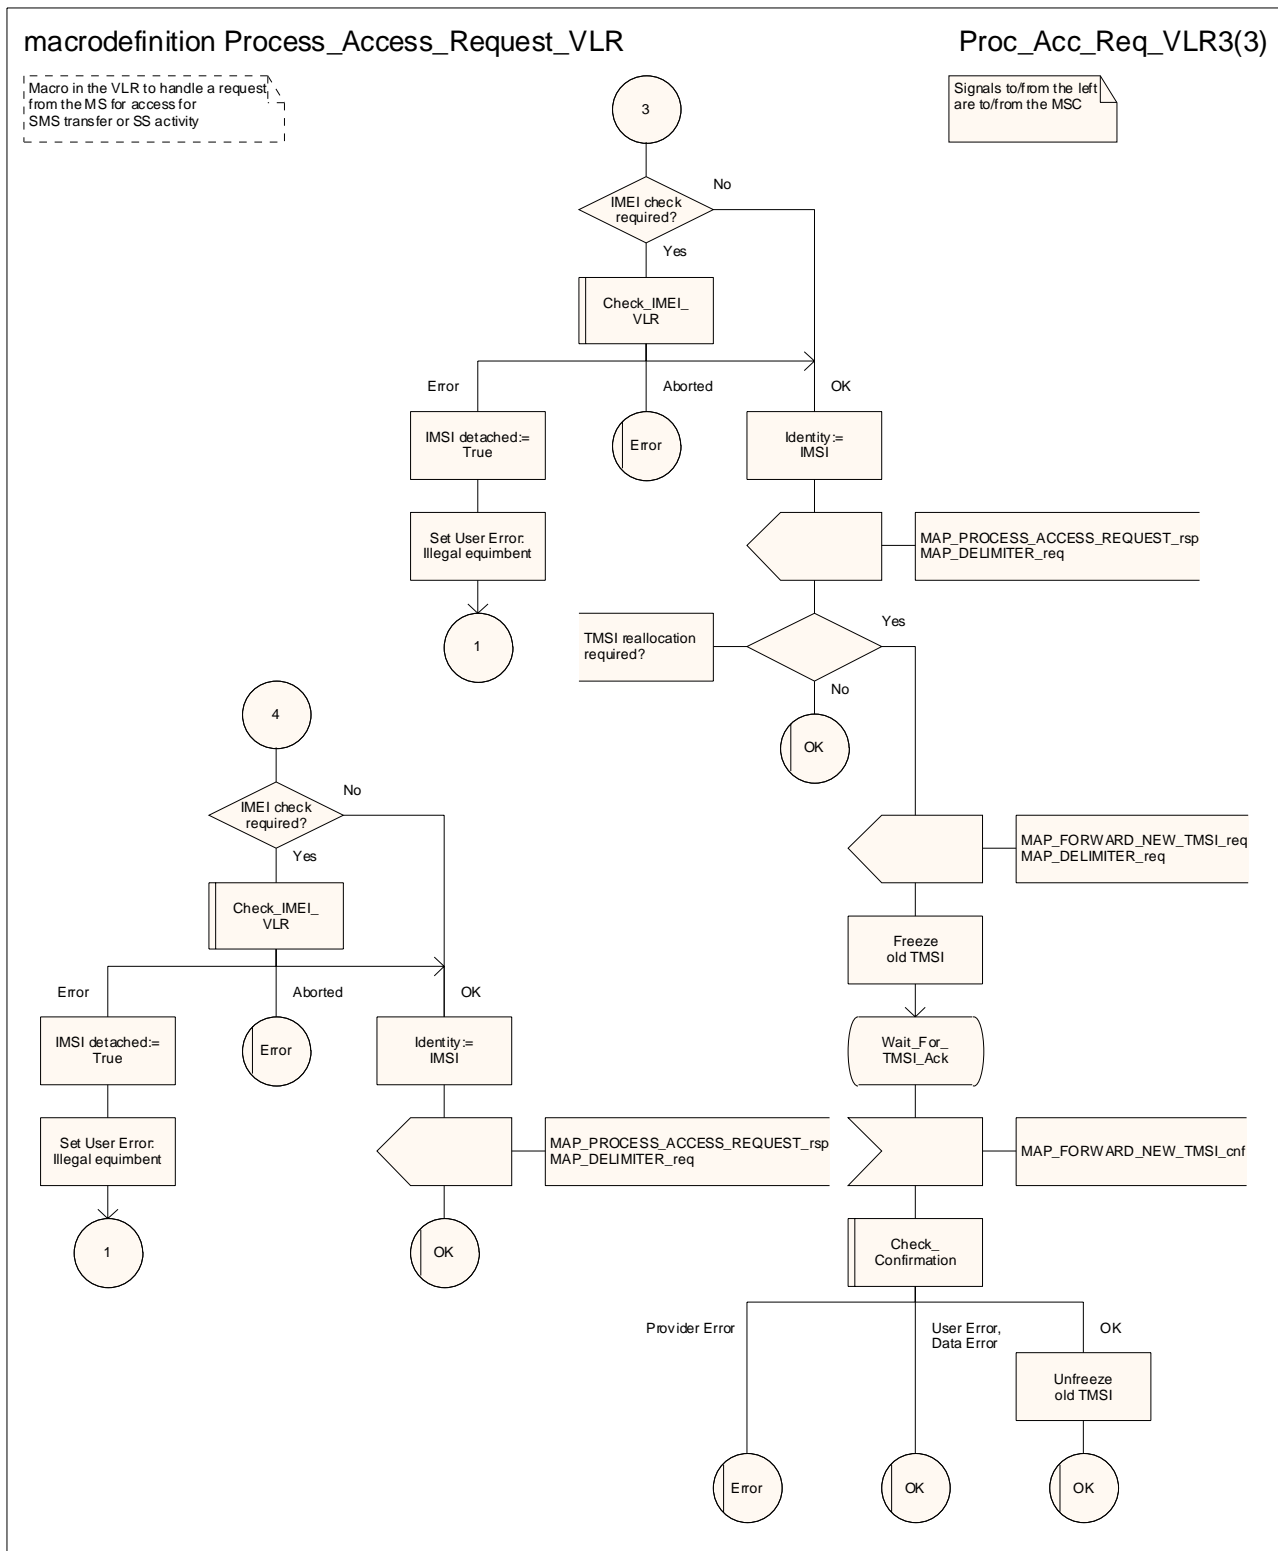 macrodefinition Process_Access_Request_VLR
Proc_Acc_Req_VLR3(3)
Macro in the VLR to handle a request
from the MS for access for
SMS transfer or SS activity
Signals to/from the left
are to/from the MSC
3
IMEI check
required?
No
Yes
Check_IMEI_
VLR
Error
Aborted
OK
IMSI detached:=
True
Error
Identity:=
IMSI
Set User Error:
Illegal equimbent
MAP_PROCESS_ACCESS_REQUEST_rsp
MAP_DELIMITER_req
1
TMSI reallocation
required?
Yes
No
OK
4
IMEI check
required?
No
Yes
Check_IMEI_
VLR
Error
Aborted
OK
IMSI detached:=
True
Error
Identity:=
IMSI
Set User Error:
Illegal equimbent
MAP_PROCESS_ACCESS_REQUEST_rsp
MAP_DELIMITER_req
1
OK
MAP_FORWARD_NEW_TMSI_req
MAP_DELIMITER_req
Freeze
old TMSI
Wait_For_
TMSI_Ack
MAP_FORWARD_NEW_TMSI_cnf
Check_
Confirmation
Provider Error
User Error,
Data Error
OK
Unfreeze
old TMSI
Error
OK
OK